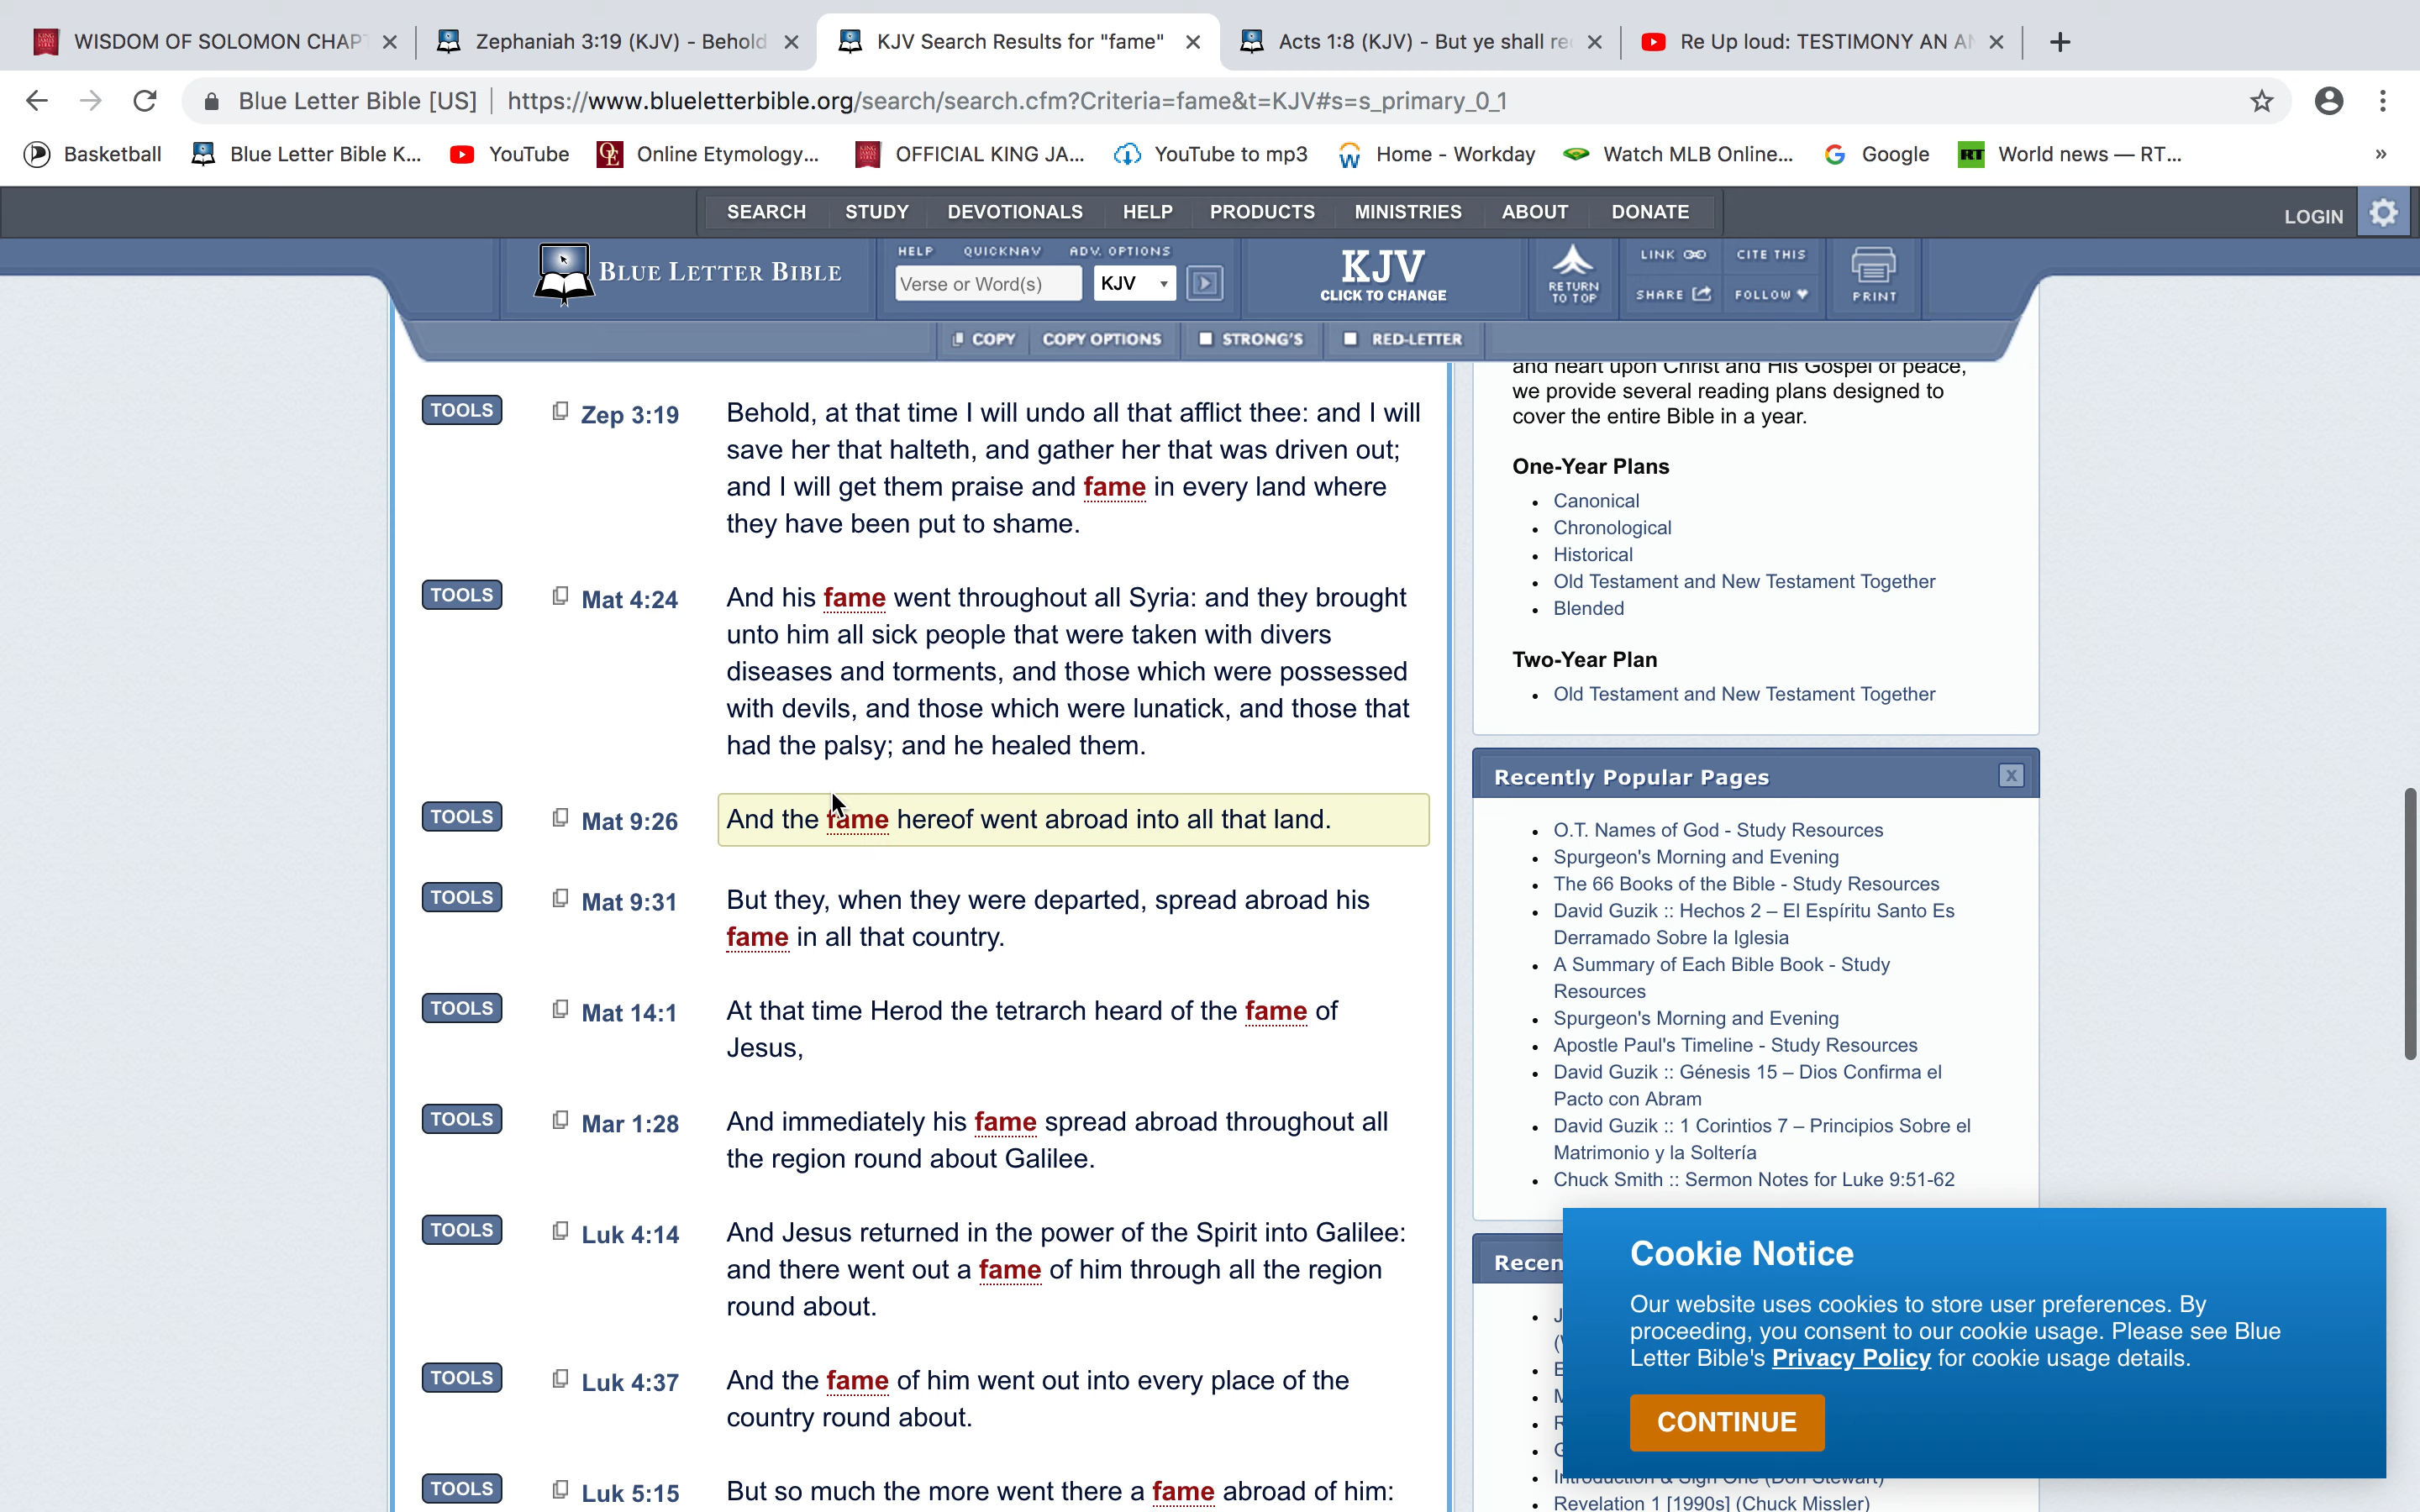 WISDOM OF SOLOMON CHAP
Zephaniah 3:19 (KJV) - Behold
KJV Search Results for "fame"
Acts 1:8 (KJV) - But ye shall re
Re Up loud: TESTIMONY AN A
Blue Letter Bible [US] https://www.blueletterbible.org/search/search.cfm?Criteria=fame&t=KJV#s=s_primary_0_1
Basketball Blue Letter Bible K... YouTube Online Etymology... OFFICIAL KING JA... YouTube to mp3 Home - Workday Watch MLB Online... Google World news — RT... »
SEARCH STUDY DEVOTIONALS HELP PRODUCTS MINISTRIES ABOUT DONATE LOGIN
BLUE LETTER BIBLE
HELP QUICKNAV ADV. OPTIONS
Verse or Word(s) KJV
KJV
CLICK TO CHANGE
RETURN
TO TOP
LINK CITE THIS
SHARE FOLLOW
PRINT
COPY COPY OPTIONS STRONG'S RED-LETTER
TOOLS Zep 3:19 Behold, at that time I will undo all that afflict thee: and I will
save her that halteth, and gather her that was driven out;
and I will get them praise and fame in every land where
they have been put to shame.
TOOLS Mat 4:24 And his fame went throughout all Syria: and they brought
unto him all sick people that were taken with divers
diseases and torments, and those which were possessed
with devils, and those which were lunatick, and those that
had the palsy; and he healed them.
TOOLS Mat 9:26 And the fame hereof went abroad into all that land.
TOOLS Mat 9:31 But they, when they were departed, spread abroad his
fame in all that country.
TOOLS Mat 14:1 At that time Herod the tetrarch heard of the fame of
Jesus,
TOOLS Mar 1:28 And immediately his fame spread abroad throughout all
the region round about Galilee.
TOOLS Luk 4:14 And Jesus returned in the power of the Spirit into Galilee:
and there went out a fame of him through all the region
round about.
TOOLS Luk 4:37 And the fame of him went out into every place of the
country round about.
TOOLS Luk 5:15 But so much the more went there a fame abroad of him:
and heart upon Christ and His Gospel of peace,
we provide several reading plans designed to
cover the entire Bible in a year.
One-Year Plans
Canonical
Chronological
Historical
Old Testament and New Testament Together
Blended
Two-Year Plan
Old Testament and New Testament Together
Recently Popular Pages X
O.T. Names of God - Study Resources
Spurgeon's Morning and Evening
The 66 Books of the Bible - Study Resources
David Guzik :: Hechos 2 – El Espíritu Santo Es
Derramado Sobre la Iglesia
A Summary of Each Bible Book - Study
Resources
Spurgeon's Morning and Evening
Apostle Paul's Timeline - Study Resources
David Guzik :: Génesis 15 – Dios Confirma el
Pacto con Abram
David Guzik :: 1 Corintios 7 – Principios Sobre el
Matrimonio y la Soltería
Chuck Smith :: Sermon Notes for Luke 9:51-62
Recen
Cookie Notice
Our website uses cookies to store user preferences. By
proceeding, you consent to our cookie usage. Please see Blue
Letter Bible's Privacy Policy for cookie usage details.
CONTINUE
Introduction & Sign One (Don Stewart)
Revelation 1 [1990s] (Chuck Missler)